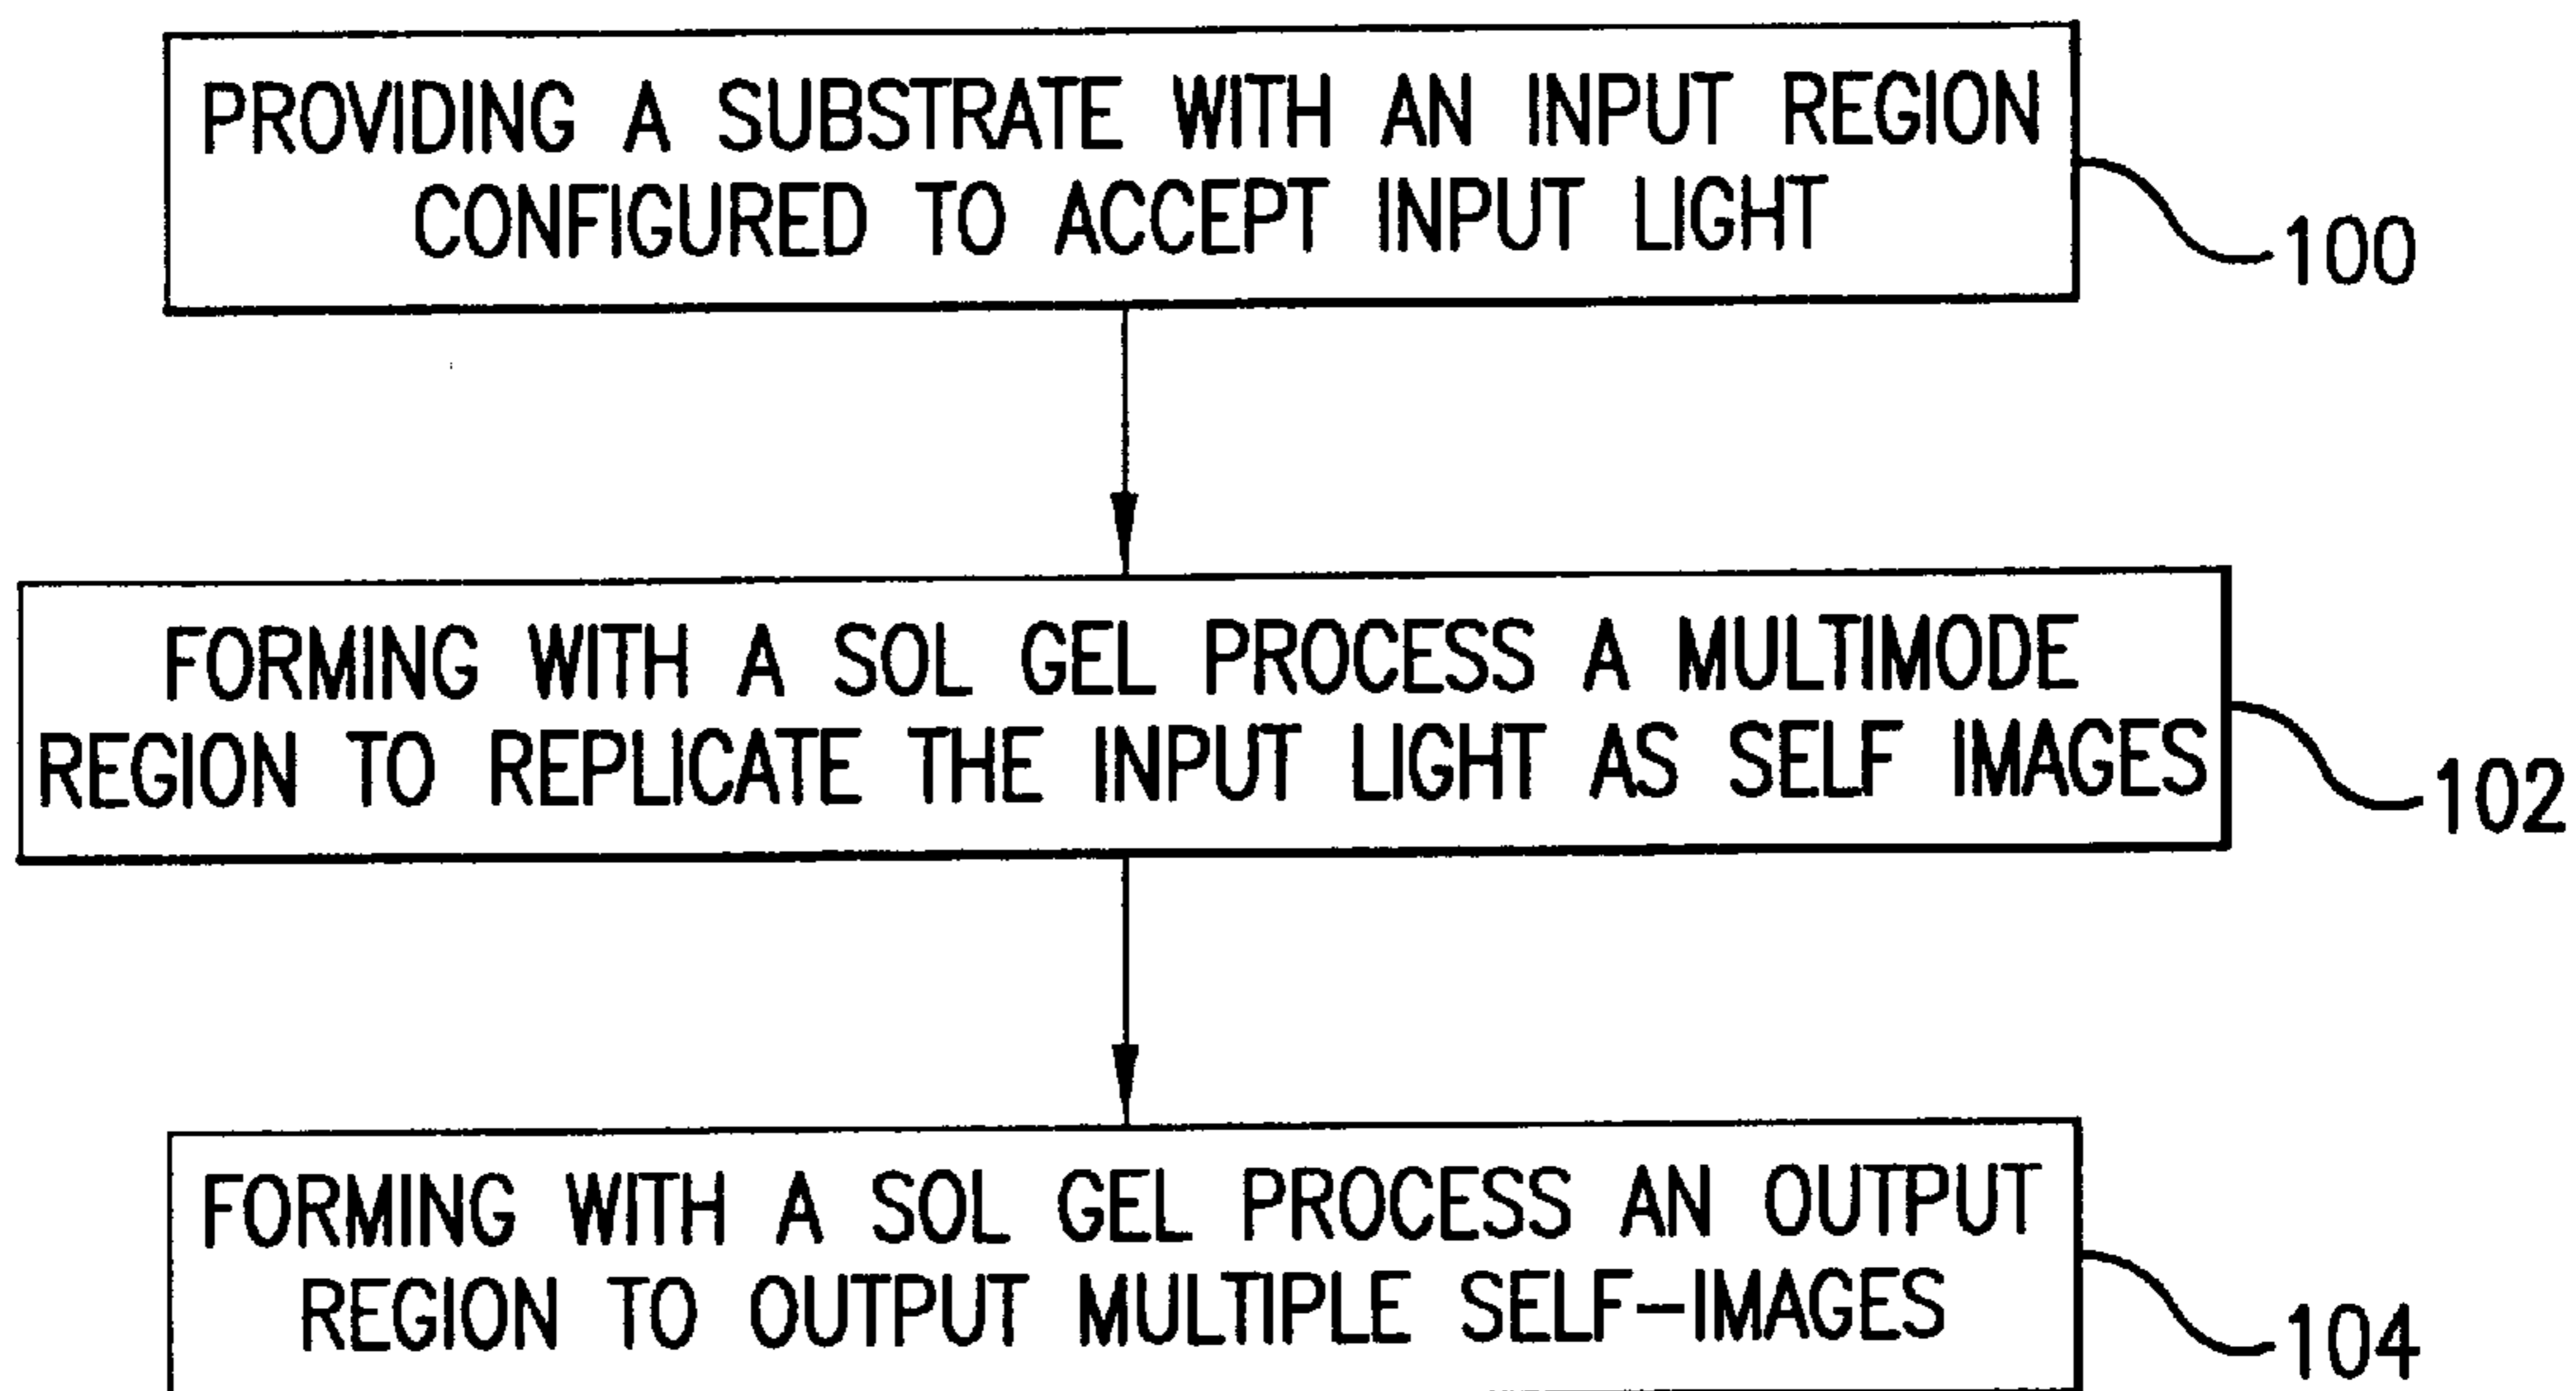 PROVIDING A SUBSTRATE WITH AN INPUT REGION
CONFIGURED TO ACCEPT INPUT LIGHT
100
FORMING WITH A SOL GEL PROCESS A MULTIMODE
REGION TO REPLICATE THE INPUT LIGHT AS SELF IMAGES
102
FORMING WITH A SOL GEL PROCESS AN OUTPUT
REGION TO OUTPUT MULTIPLE SELF-IMAGES
104